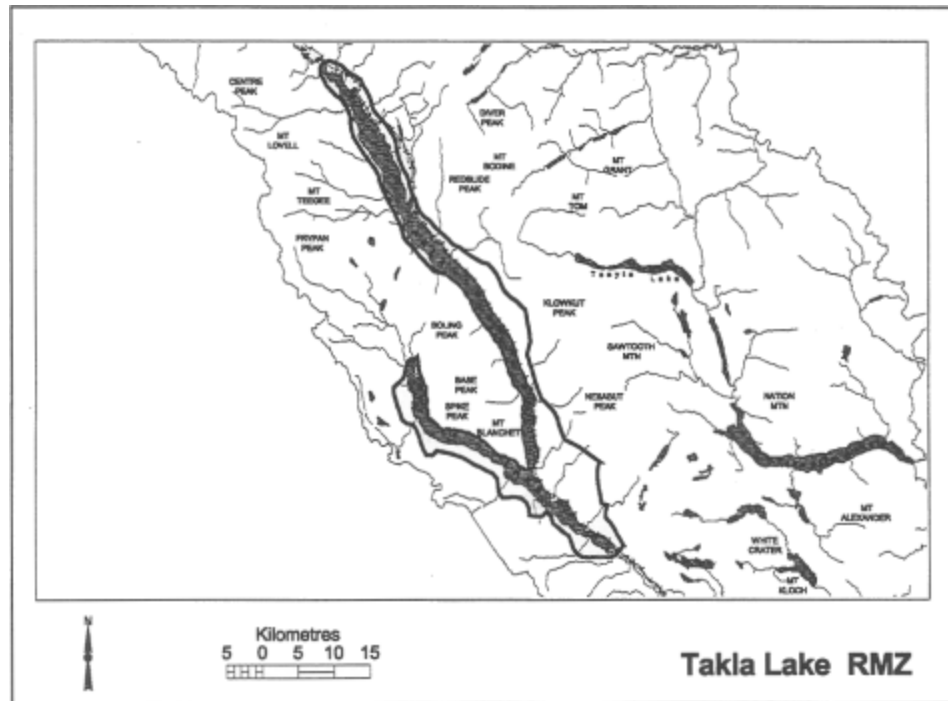 CENTRE
PEAK
DIVER
PEAK
MT
LOVELL
MT
BODINE
MT
GRANT
REDSLIDE
PEAK
MT
TEEGEE
MT
TOM
FRYPAN
PEAK
Tsayta Lake
KLOWKUT
PEAK
BOLING
PEAK
SAWTOOTH
MTN
BABE
PEAK
NESABUT
PEAK
NATION
MTN
SPIKE
PEAK
MT
BLANCHET
MT
ALEXANDER
WHITE
CRATER
MT
KLOCH
N
Kilometres
5 0 5 10 15
Takla Lake RMZ